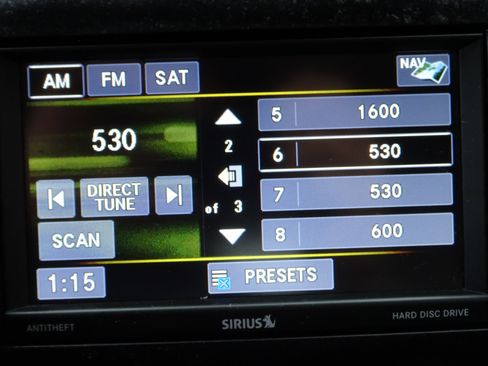 AM FM SAT NAV
530
DIRECT
TUNE
SCAN
1:15
2
of 3
5 1600
6 530
7 530
8 600
PRESETS
ANTITHEFT
SIRIUS
HARD DISC DRIVE